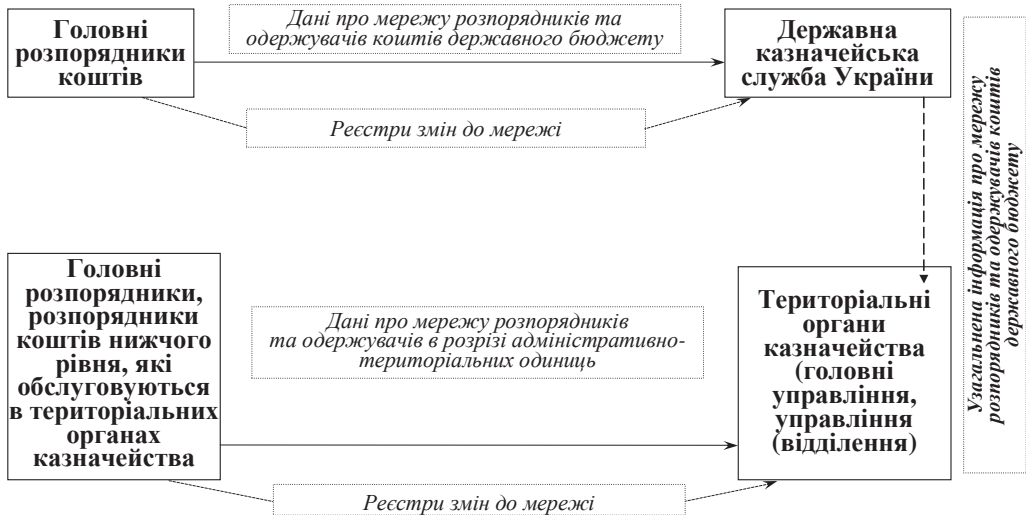 Головні
розпорядники
коштів
Дані про мережу розпорядників та
одержувачів коштів державного бюджету
Державна
казначейська
служба України
Реєстри змін до мережі
Узагальнена інформація про мережу
розпорядників та одержувачів коштів
державного бюджету
Головні
розпорядники,
розпорядники
коштів нижчого
рівня, які
обслуговуються
в територіальних
органах
казначейства
Дані про мережу розпорядників
та одержувачів в розрізі адміністративно-
територіальних одиниць
Територіальні
органи
казначейства
(головні
управління,
управління
(відділення)
Реєстри змін до мережі